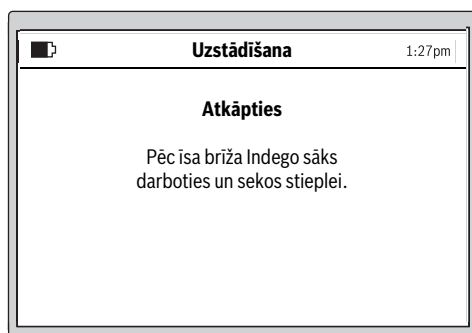 Uzstādīšana 1:27pm
Atkāpties
Pēc īsa brīža Indego sāks
darboties un sekos stieplei.